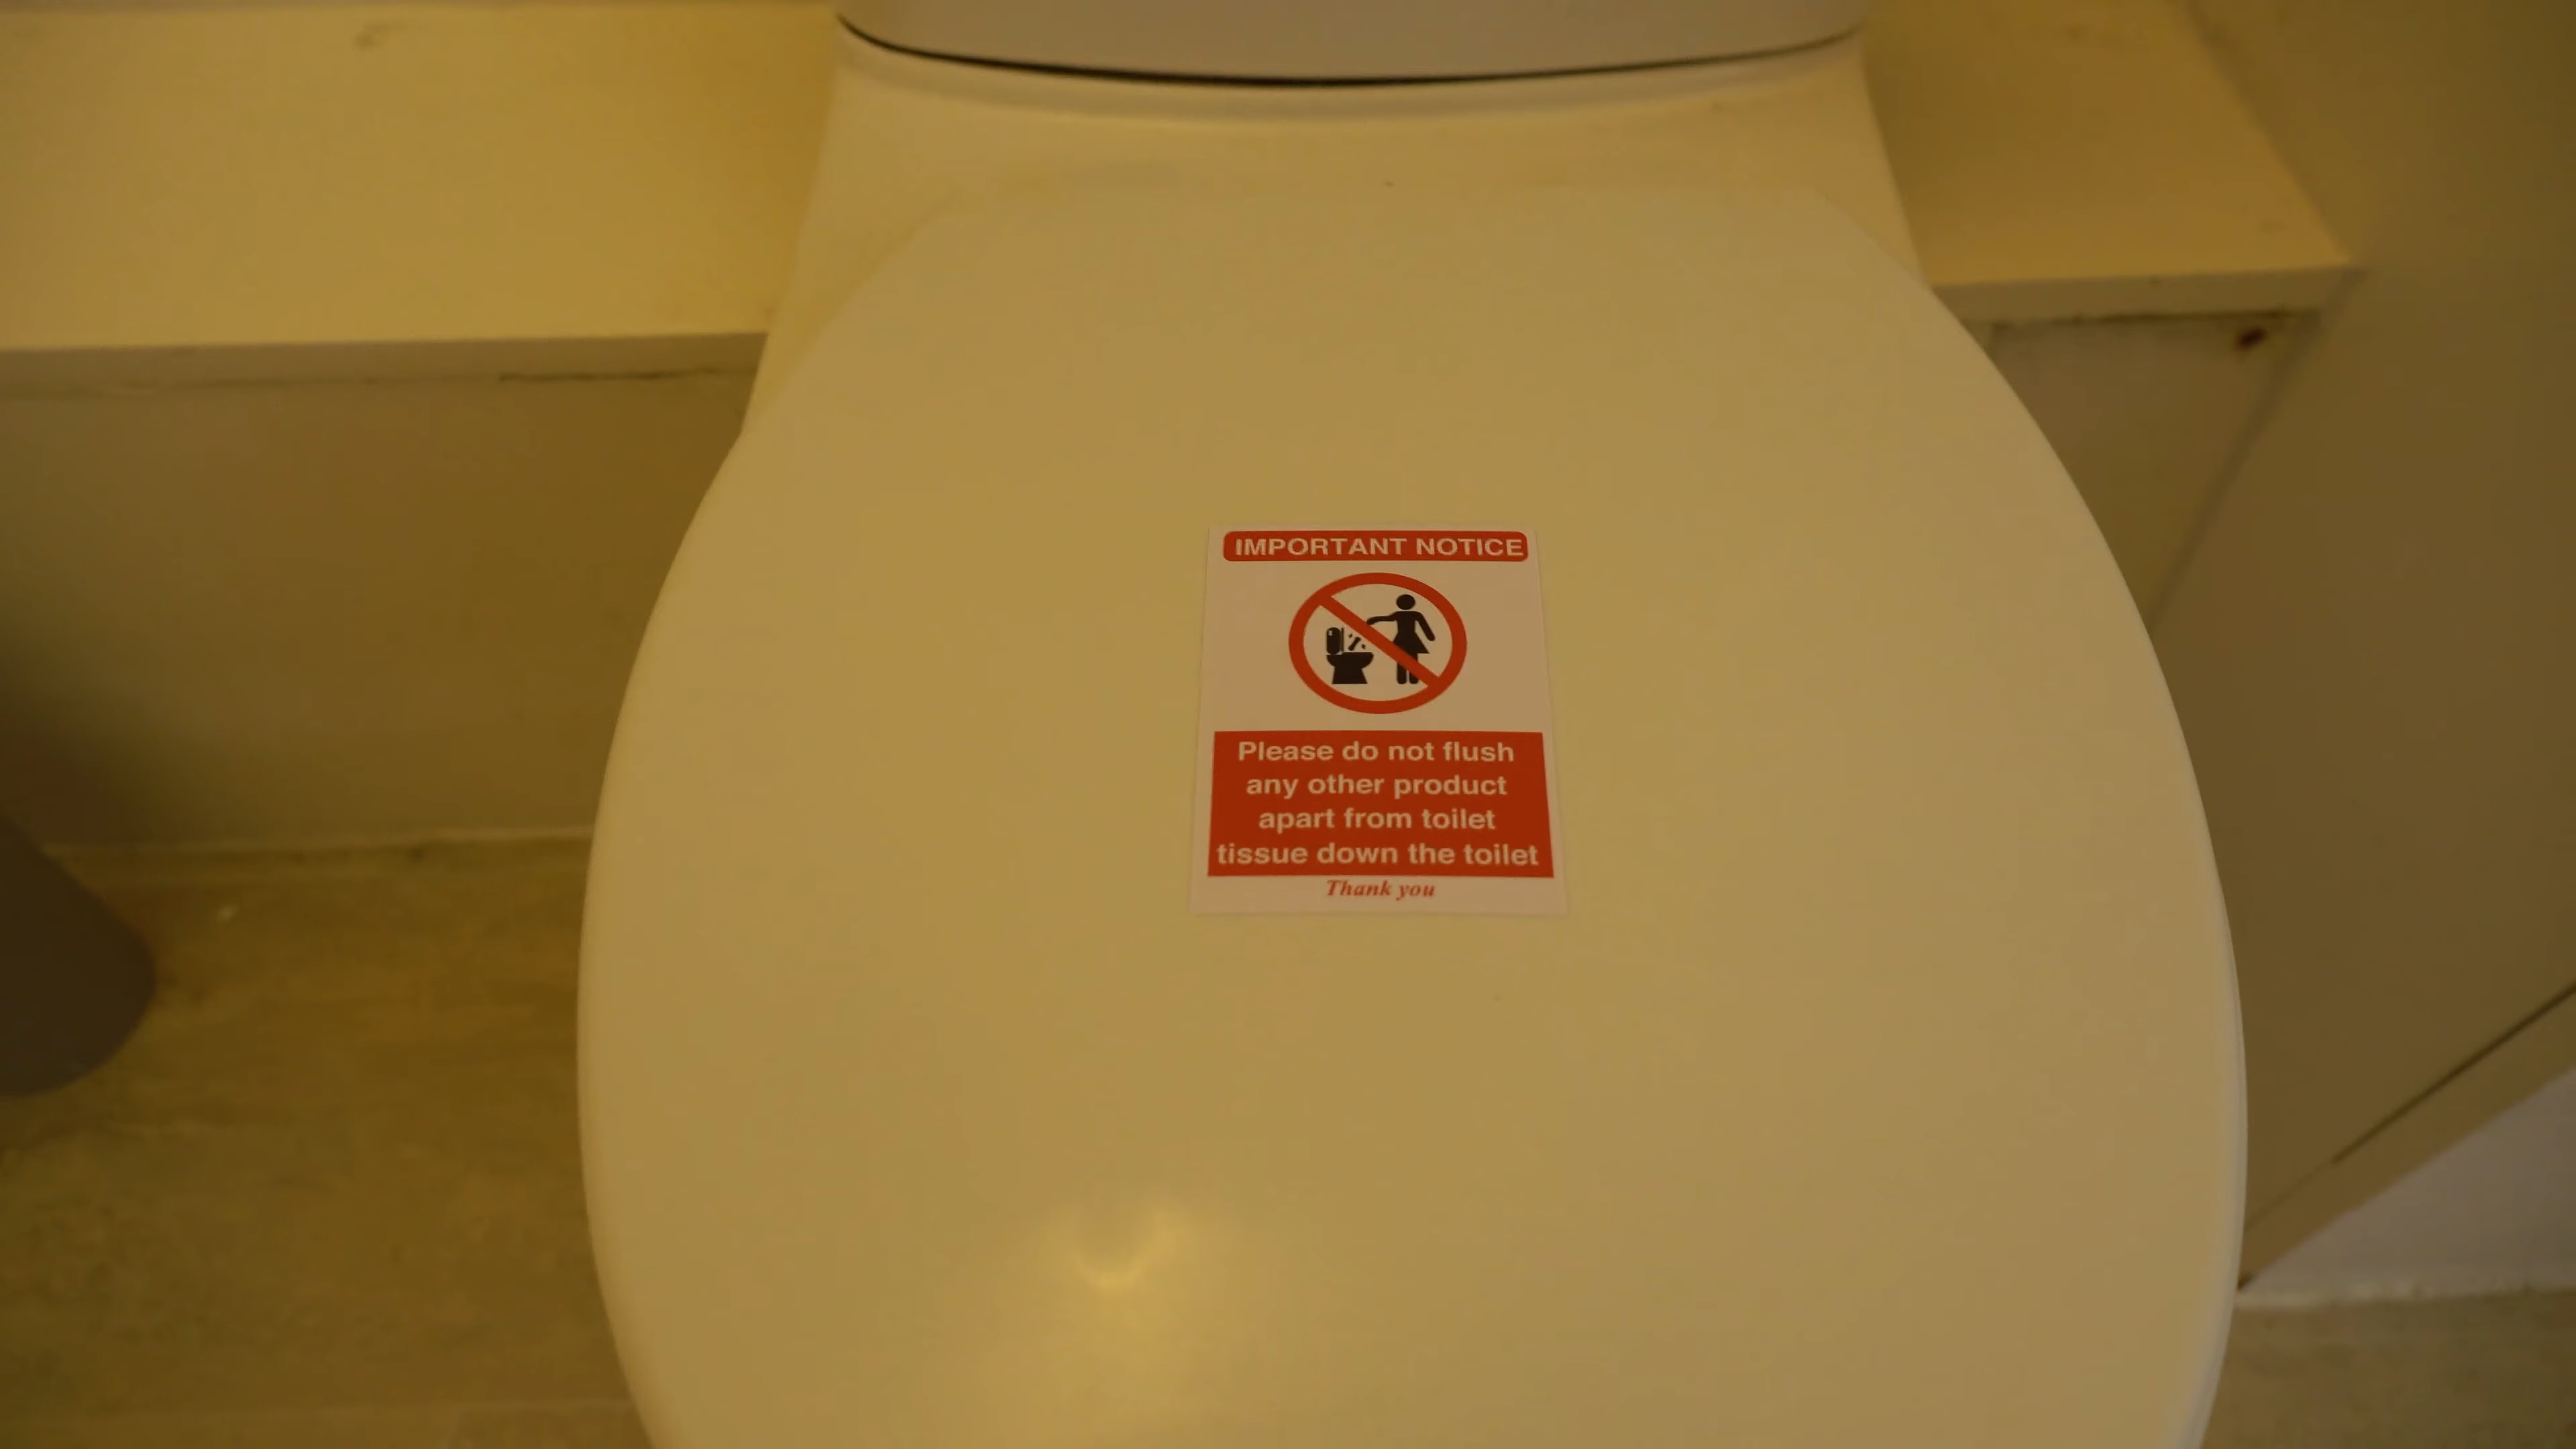 IMPORTANT NOTICE
Please do not flush
any other product
apart from toilet
tissue down the toilet
Thank you